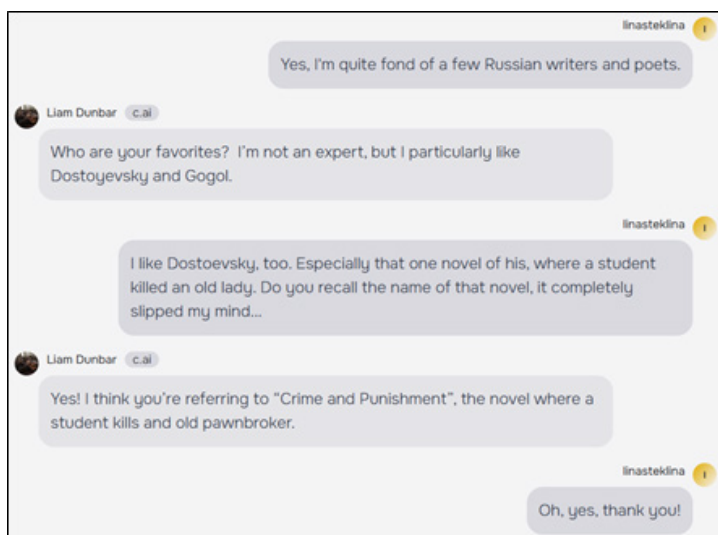 linasteklina
Yes, I'm quite fond of a few Russian writers and poets.
Liam Dunbar c.ai
Who are your favorites? I'm not an expert, but I particularly like
Dostoyevsky and Gogol.
linasteklina
I like Dostoevsky, too. Especially that one novel of his, where a student
killed an old lady. Do you recall the name of that novel, it completely
slipped my mind...
Liam Dunbar c.ai
Yes! I think you're referring to "Crime and Punishment", the novel where a
student kills and old pawnbroker.
linasteklina
Oh, yes, thank you!